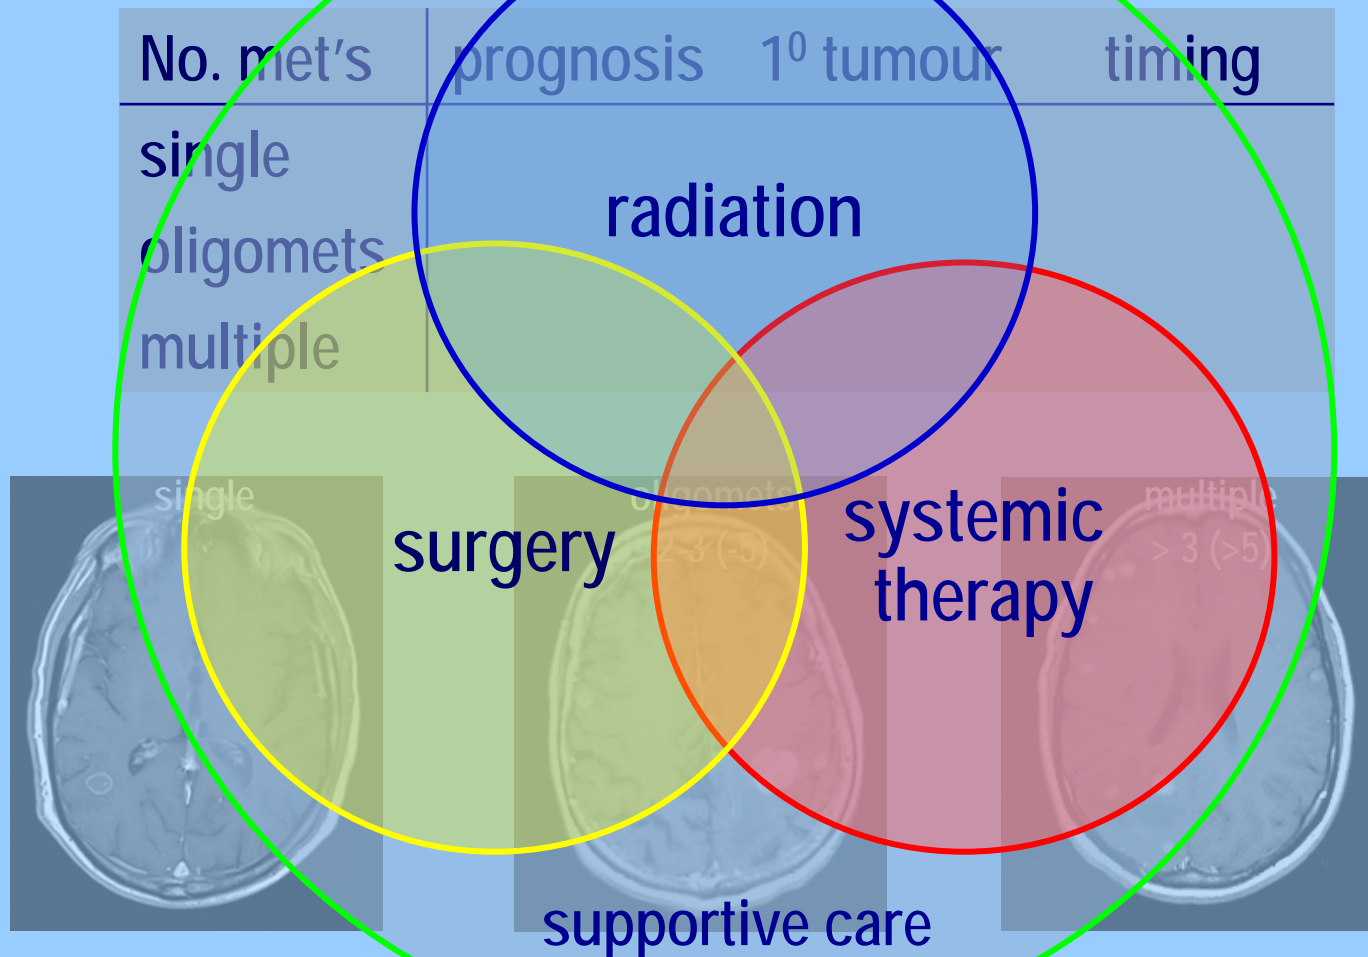 No. met's prognosis 1⁰ tumour timing
single
radiation
oligomets
multiple
single oligomets multiple
2-3 (-5) > 3 (>5)
surgery
systemic
therapy
supportive care